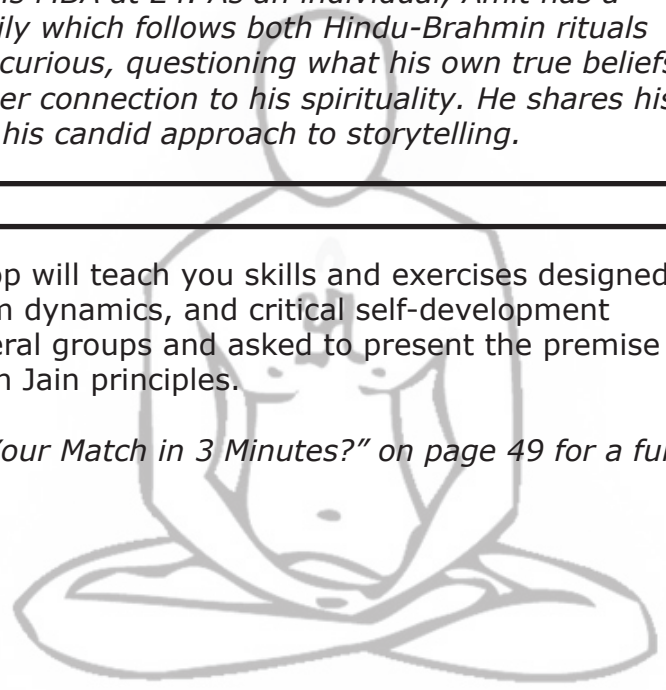 is MBA at 24. As an individual, Amit has a
ily which follows both Hindu-Brahmin rituals
curious, questioning what his own true beliefs
er connection to his spirituality. He shares his
his candid approach to storytelling.
op will teach you skills and exercises designed
m dynamics, and critical self-development
eral groups and asked to present the premise
n Jain principles.
Your Match in 3 Minutes?” on page 49 for a ful